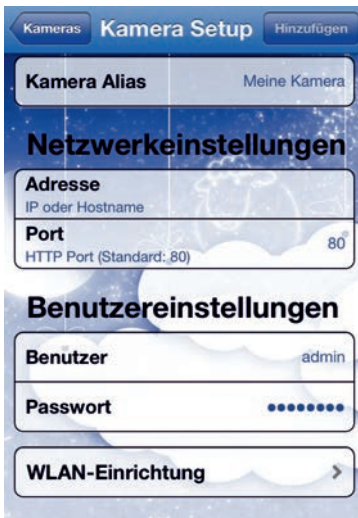 Kameras Kamera Setup Hinzufügen
Kamera Alias Meine Kamera
Netzwerkeinstellungen
Adresse
IP oder Hostname
Port 80
HTTP Port (Standard: 80)
Benutzereinstellungen
Benutzer admin
Passwort ••••••••
WLAN-Einrichtung